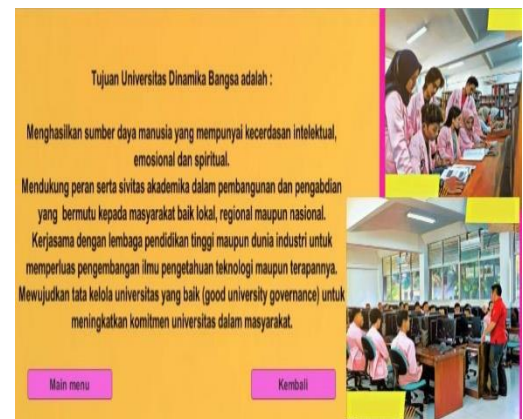 Tujuan Universitas Dinamika Bangsa adalah :
Menghasilkan sumber daya manusia yang mempunyai kecerdasan intelektual,
emosional dan spiritual.
Mendukung peran serta sivitas akademika dalam pembangunan dan pengabdian
yang bermutu kepada masyarakat baik lokal, regional maupun nasional.
Kerjasama dengan lembaga pendidikan tinggi maupun dunia industri untuk
memperluas pengembangan ilmu pengetahuan teknologi maupun terapannya.
Mewujudkan tata kelola universitas yang baik (good university governance) untuk
meningkatkan komitmen universitas dalam masyarakat.
Main menu
Kembali